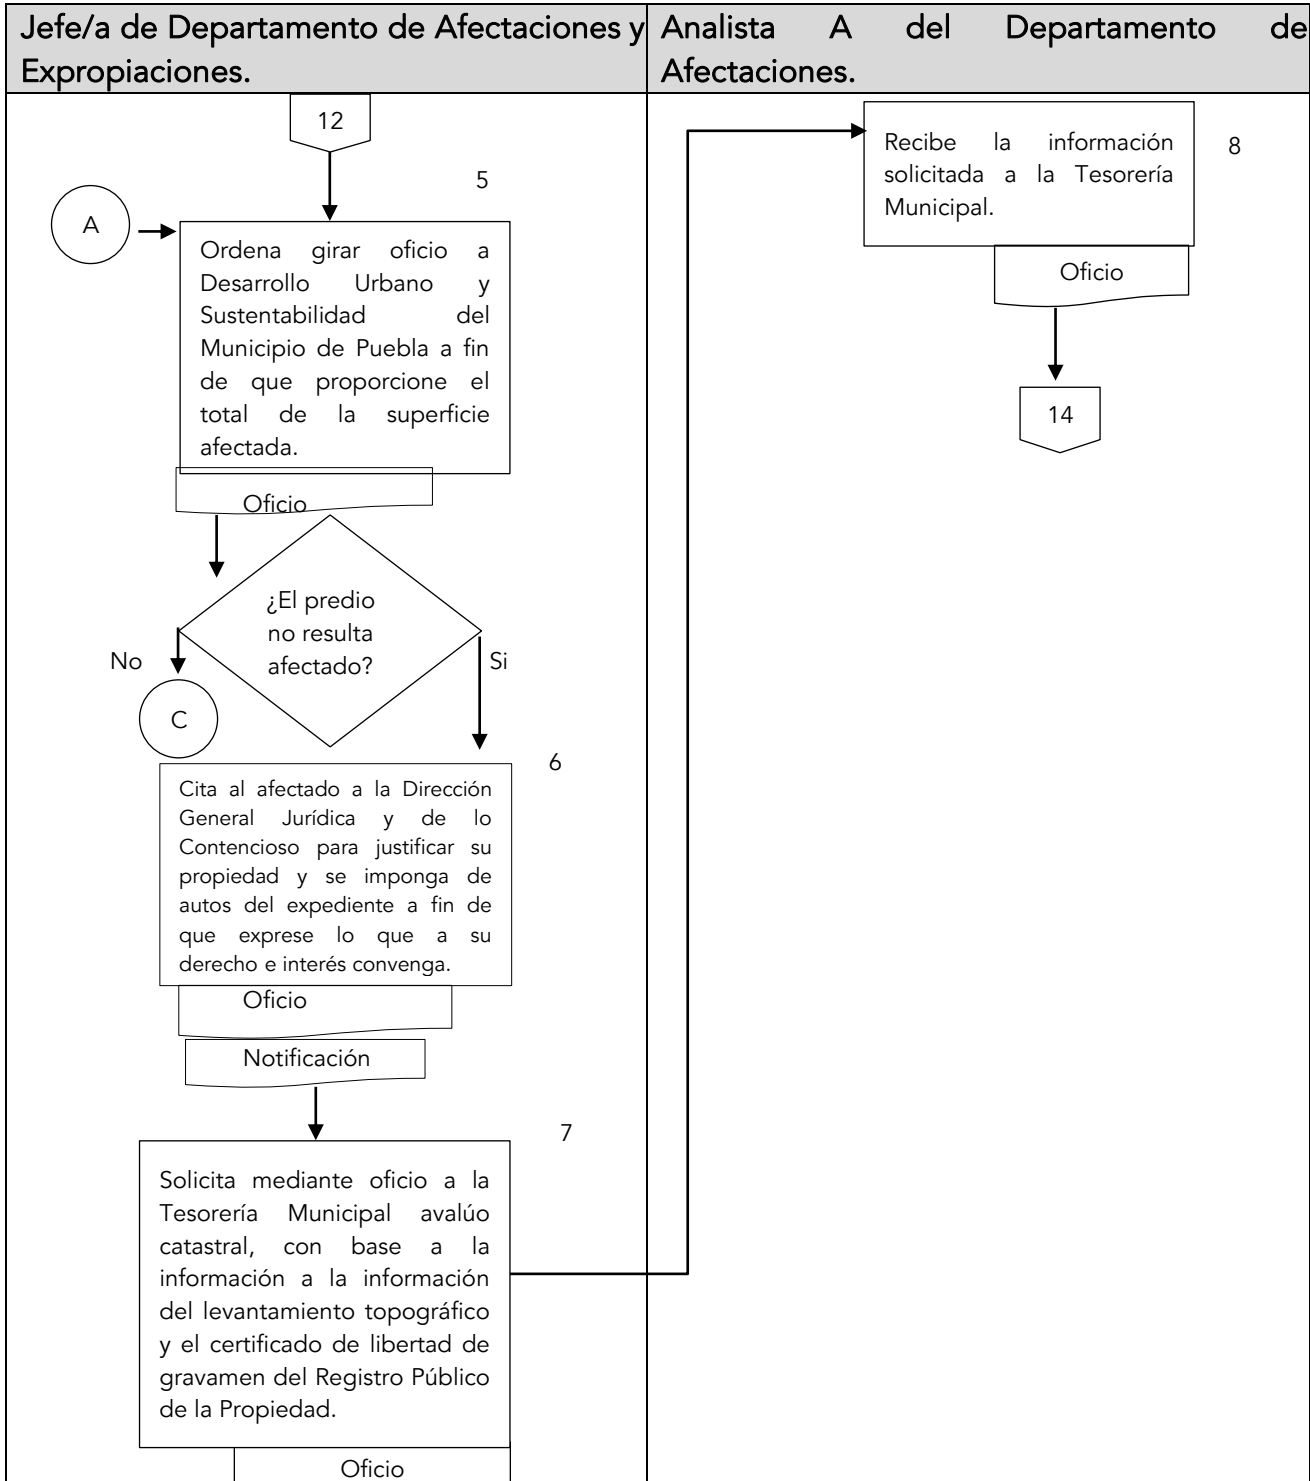 Jefe/a de Departamento de Afectaciones y
Expropiaciones.
Analista A del Departamento de
Afectaciones.
12
5
A
Ordena girar oficio a
Desarrollo Urbano y
Sustentabilidad del
Municipio de Puebla a fin
de que proporcione el
total de la superficie
afectada.
Oficio
¿El predio
no resulta
afectado?
No
Si
C
6
Cita al afectado a la Dirección
General Jurídica y de lo
Contencioso para justificar su
propiedad y se imponga de
autos del expediente a fin de
que exprese lo que a su
derecho e interés convenga.
Oficio
Notificación
7
Solicita mediante oficio a la
Tesorería Municipal avalúo
catastral, con base a la
información a la información
del levantamiento topográfico
y el certificado de libertad de
gravamen del Registro Público
de la Propiedad.
Oficio
Recibe la información
solicitada a la Tesorería
Municipal.
8
Oficio
14